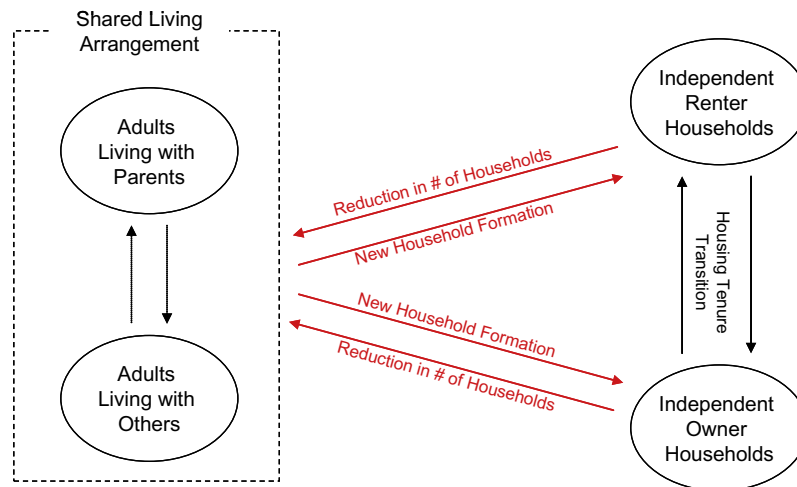 Shared Living
Arrangement
Adults
Living with
Parents
Adults
Living with
Others
Reduction in # of Households
New Household Formation
New Household Formation
Reduction in # of Households
Independent
Renter
Households
Housing Tenure
Transition
Independent
Owner
Households